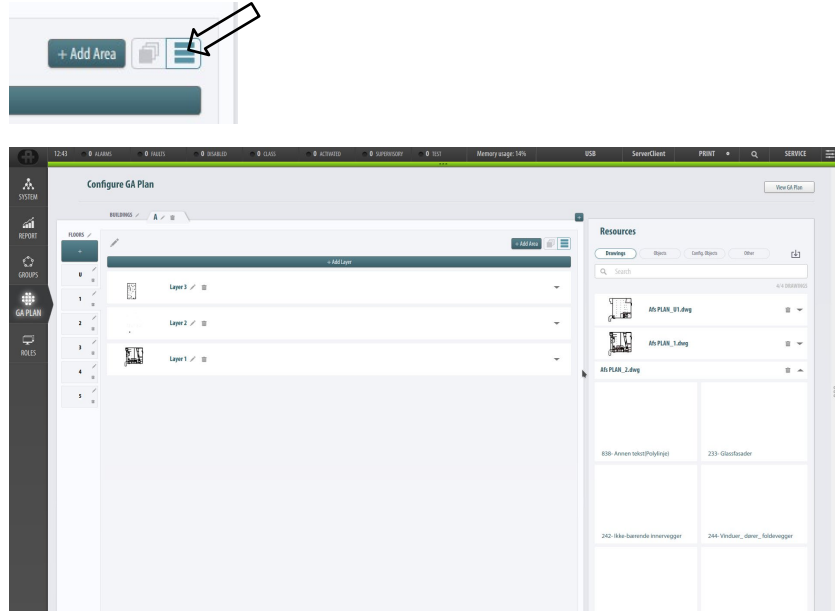 + Add Area
12:43 0 ALARMS 0 FAULTS 0 DISABLED 0 CLASS 0 ACTIVATED 0 SUPERVISORY 0 TEST Memory usage: 14% USB ServerClient PRINT SERVICE
SYSTEM
REPORT
GROUPS
GA PLAN
ROLES
Configure GA Plan
View GA Plan
BUILDINGS A
FLOORS
+ Add Area
+ Add Layer
U
1
2
3
4
5
Layer 3
Layer 2
Layer 1
Resources
Drawings Objects Config. Objects Other
Search
4/4 DRAWINGS
Afs PLAN_U1.dwg
Afs PLAN_1.dwg
Afs PLAN_2.dwg
838- Annen tekst(Polylinje) 233- Glassfasader
242- Ikke-bærende innervegger 244- Vinduer_ dører_ foldevegger